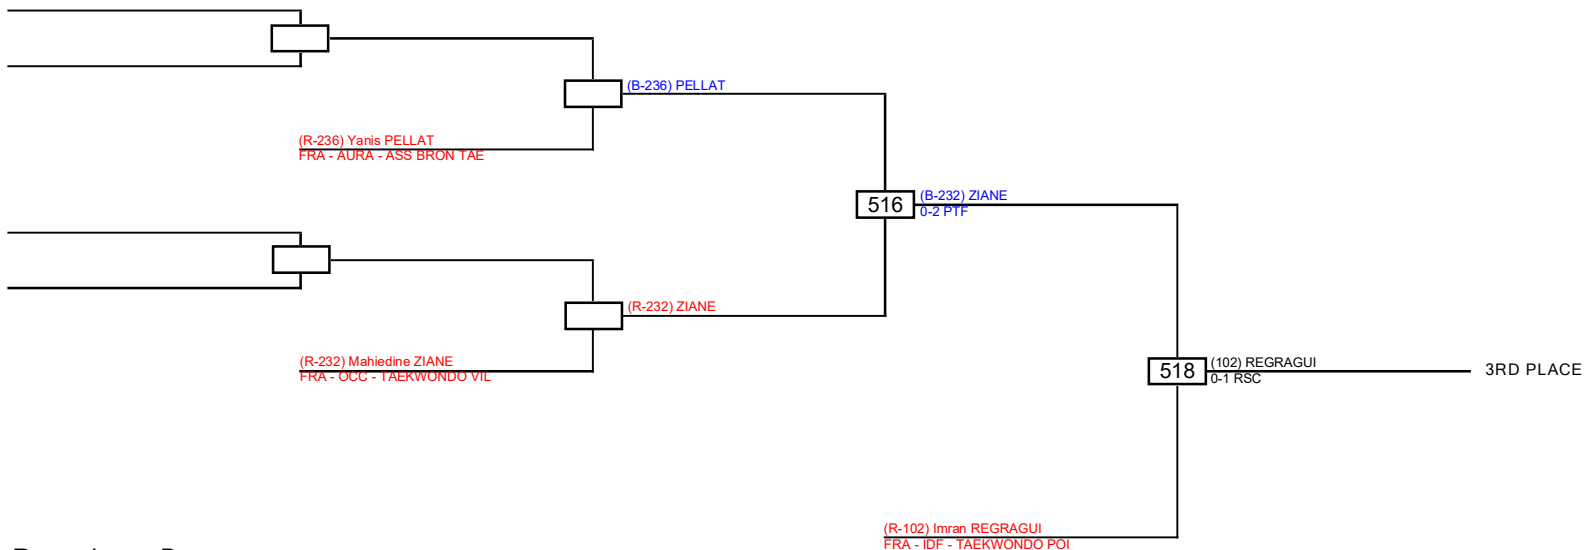 (B-236) PELLAT
(R-236) Yanis PELLAT
FRA - AURA - ASS BRON TAE
516
(B-232) ZIANE
0-2 PTF
(R-232) ZIANE
(R-232) Mahiedine ZIANE
FRA - OCC - TAEKWONDO VIL
518
(102) REGRAGUI
0-1 RSC
3RD PLACE
(R-102) Imran REGRAGUI
FRA - IDF - TAEKWONDO POI